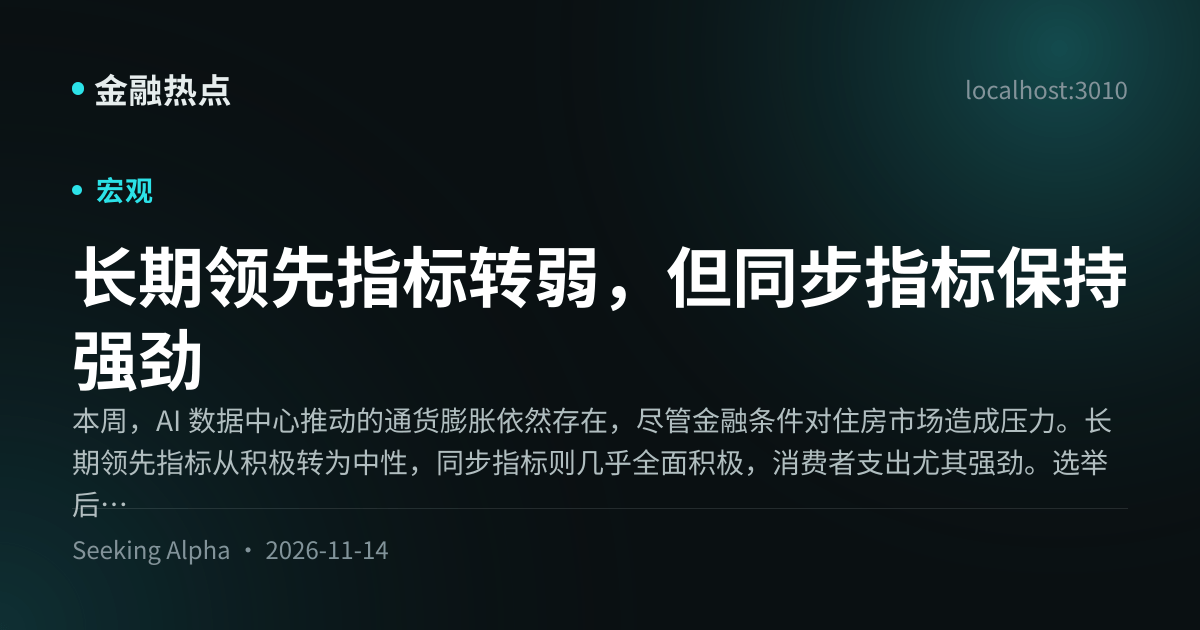 金融热点
localhost:3010
宏观
长期领先指标转弱，但同步指标保持
强劲
本周，AI 数据中心推动的通货膨胀依然存在，尽管金融条件对住房市场造成压力。长
期领先指标从积极转为中性，同步指标则几乎全面积极，消费者支出尤其强劲。选举
后…
Seeking Alpha · 2026-11-14